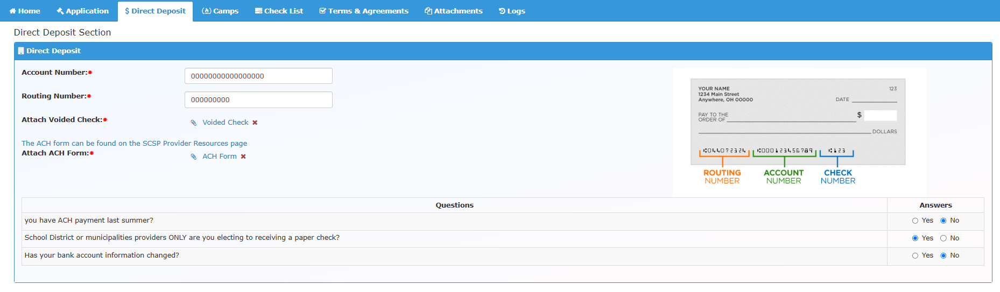 Home Application $ Direct Deposit Camps Check List Terms & Agreements Attachments Logs
Direct Deposit Section
Direct Deposit
Account Number:*
00000000000000000
Routing Number:*
000000000
Attach Voided Check:*
Voided Check
The ACH form can be found on the SCSP Provider Resources page
Attach ACH Form:*
ACH Form
YOUR NAME
1234 Main Street
Anywhere, OH 00000
123
DATE
PAY TO THE
ORDER OF
$
DOLLARS
⑆044072324 ⑆000123456789 ⑆123
ROUTING
NUMBER
ACCOUNT
NUMBER
CHECK
NUMBER
Questions Answers
you have ACH payment last summer? Yes No
School District or municipalities providers ONLY are you electing to receiving a paper check? Yes No
Has your bank account information changed? Yes No